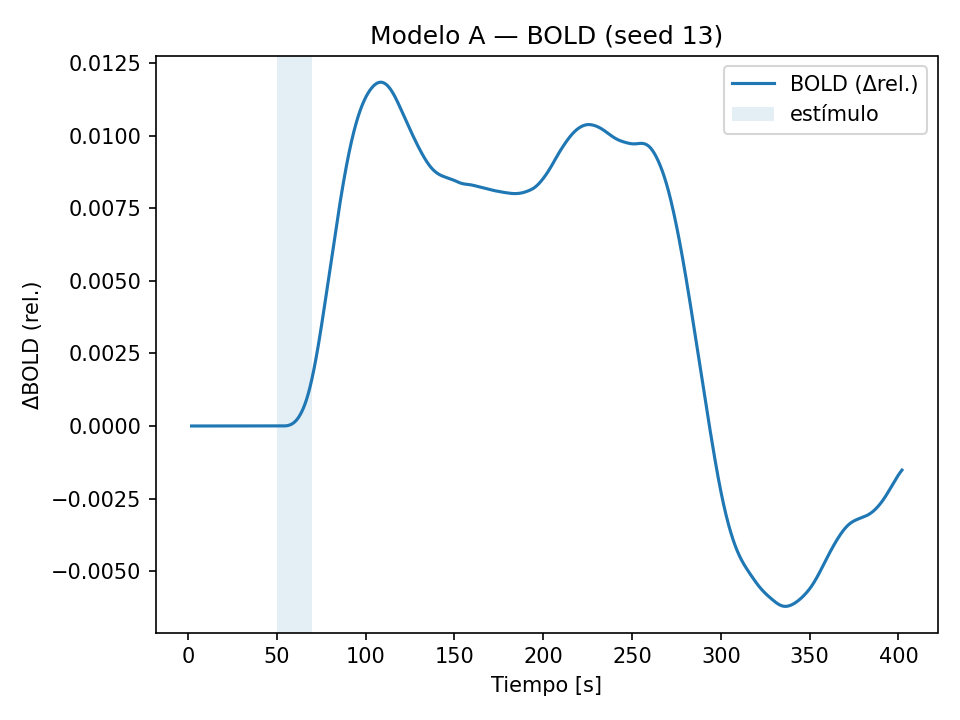 Modelo A — BOLD (seed 13)
BOLD (Δrel.)
estímulo
ΔBOLD (rel.)
0.0125
0.0100
0.0075
0.0050
0.0025
0.0000
−0.0025
−0.0050
0 50 100 150 200 250 300 350 400
Tiempo [s]